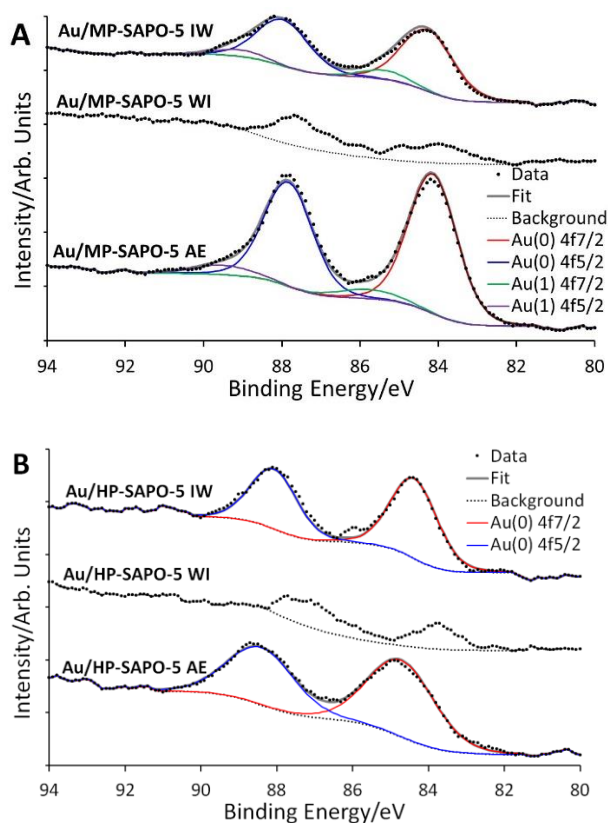 A
Au/MP-SAPO-5 IW
Au/MP-SAPO-5 WI
Au/MP-SAPO-5 AE
Intensity/Arb. Units
Data
Fit
Background
Au(0) 4f7/2
Au(0) 4f5/2
Au(1) 4f7/2
Au(1) 4f5/2
94 92 90 88 86 84 82 80
Binding Energy/eV
B
Au/HP-SAPO-5 IW
Au/HP-SAPO-5 WI
Au/HP-SAPO-5 AE
Intensity/Arb. Units
Data
Fit
Background
Au(0) 4f7/2
Au(0) 4f5/2
94 92 90 88 86 84 82 80
Binding Energy/eV